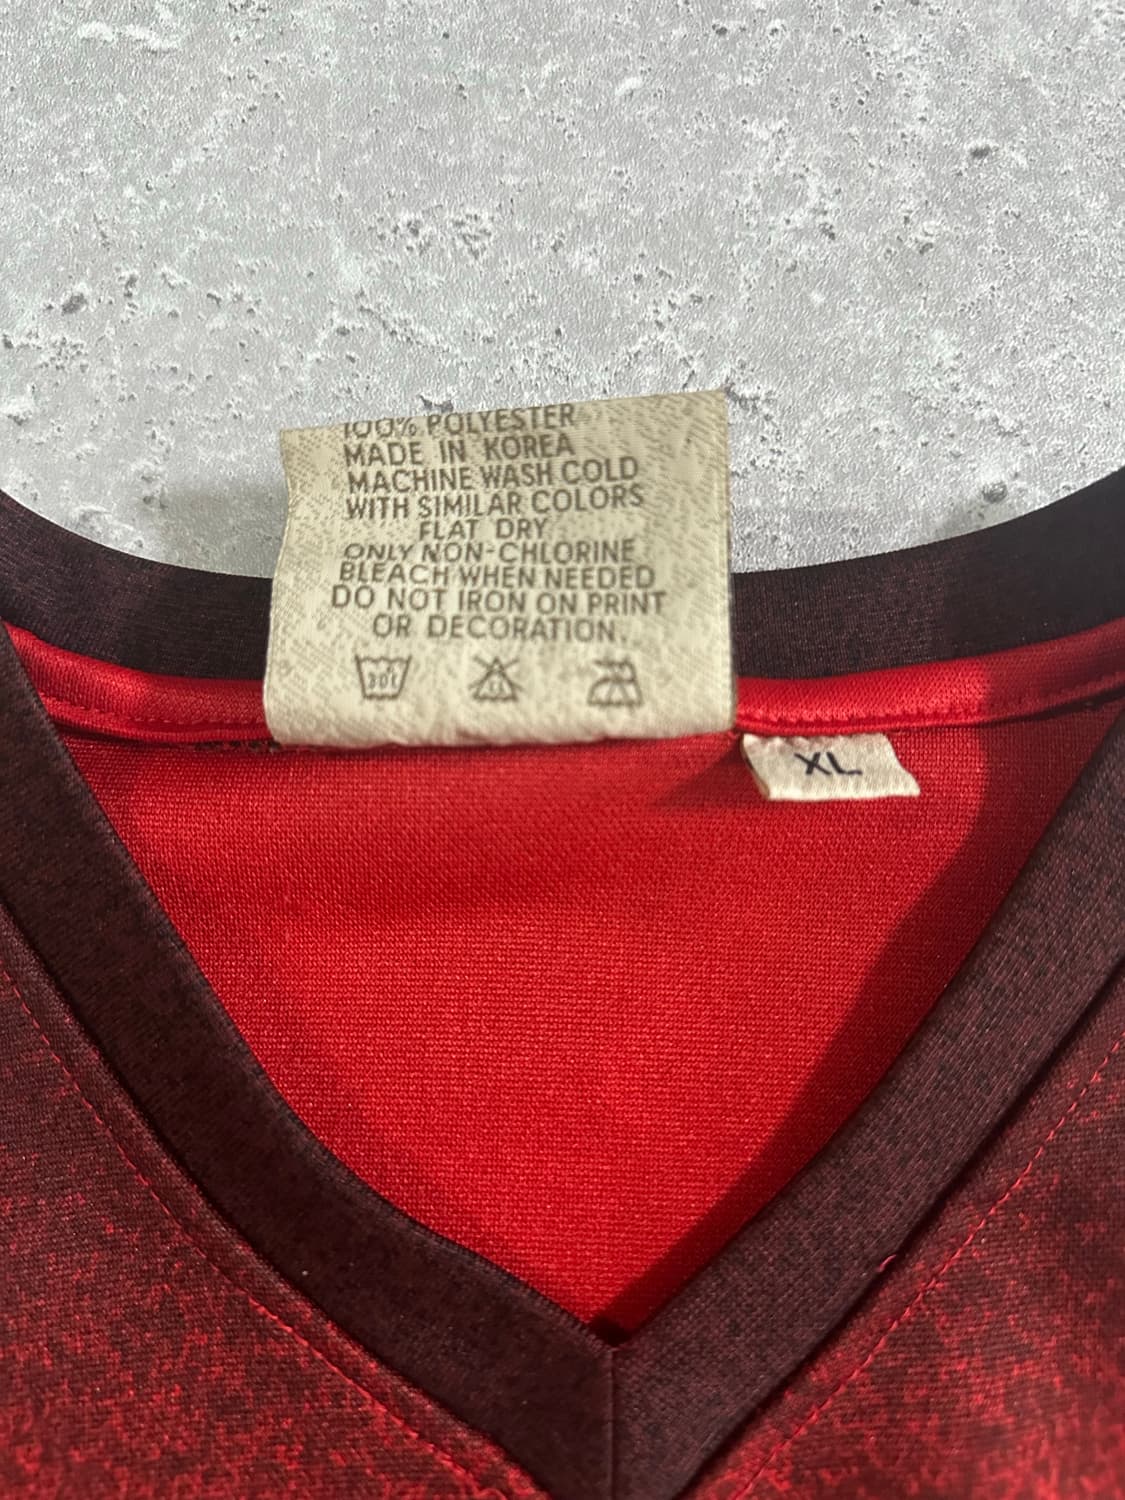 100% POLYESTER
MADE IN KOREA
MACHINE WASH COLD
WITH SIMILAR COLORS
FLAT DRY
ONLY NON-CHLORINE
BLEACH WHEN NEEDED
DO NOT IRON ON PRINT
OR DECORATION.
XL